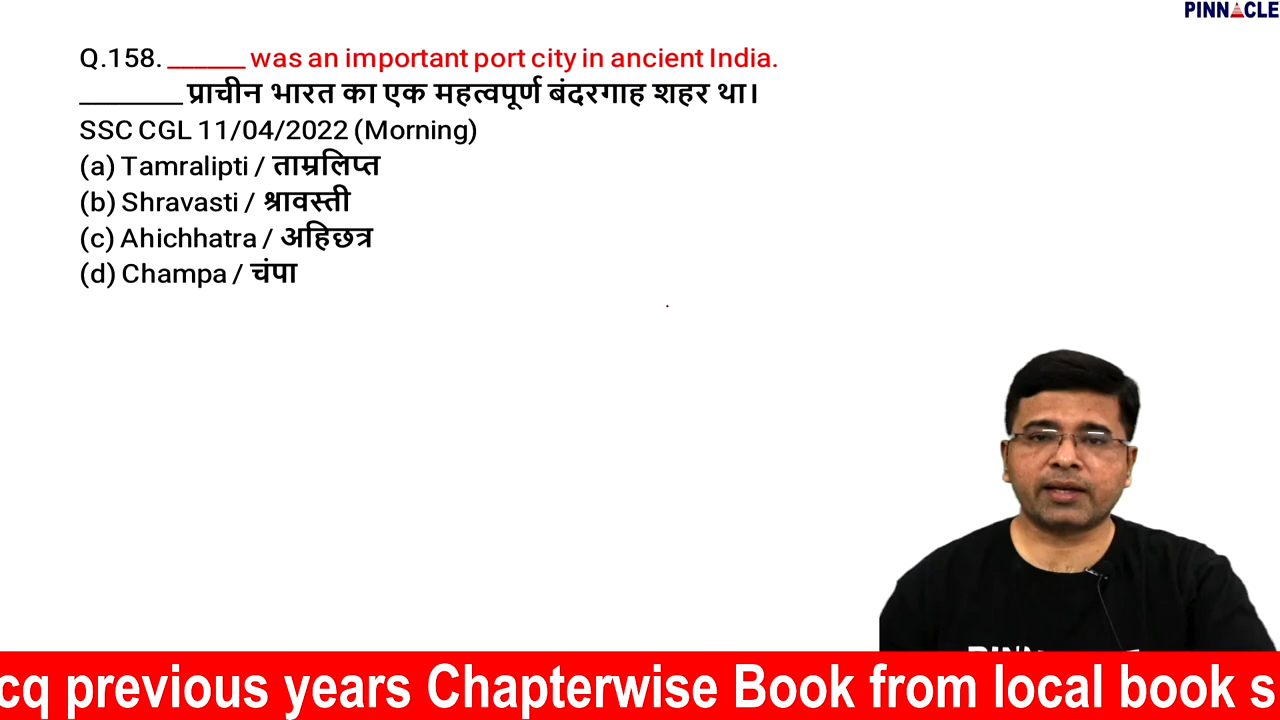 PINNACLE
Q.158. ______ was an important port city in ancient India.
________ प्राचीन भारत का एक महत्वपूर्ण बंदरगाह शहर था।
SSC CGL 11/04/2022 (Morning)
(a) Tamralipti / ताम्रलिप्त
(b) Shravasti / श्रावस्ती
(c) Ahichhatra / अहिछत्र
(d) Champa / चंपा
cq previous years Chapterwise Book from local book s